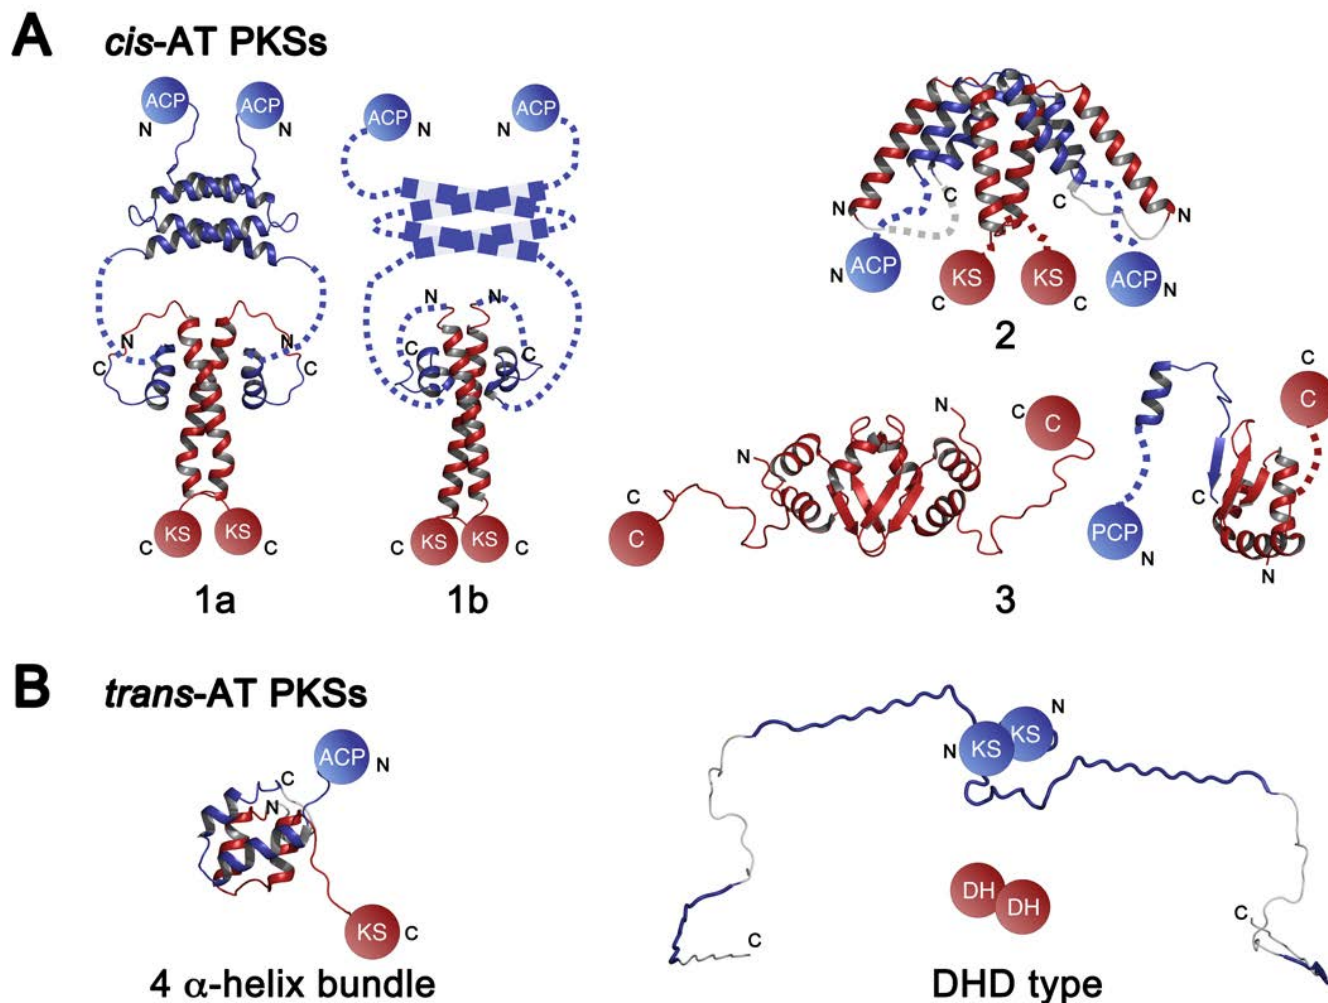 A cis-AT PKSs
ACP ACP
N N
N N
C C
KS KS
C C
1a
ACP ACP
N N
N N
C C
KS KS
C C
1b
N C C N
N ACP KS KS ACP N
C C
2
N N
C C
C C
3
C
C
C
PCP N
N
B trans-AT PKSs
ACP N
C
N
KS C
4 α-helix bundle
N
N KS KS
DH
DH
C C
DHD type